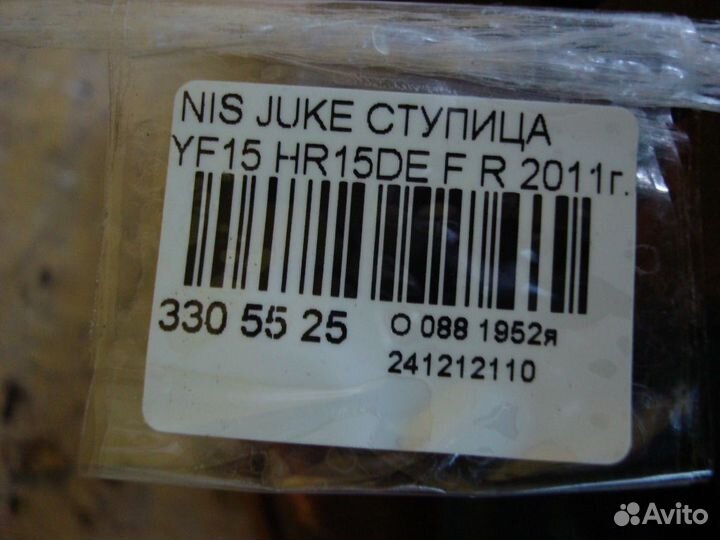 NIS JUKE СТУПИЦА
YF15 HR15DE F R 2011г.
330 55 25
О 088 1952я
241212110
Avito